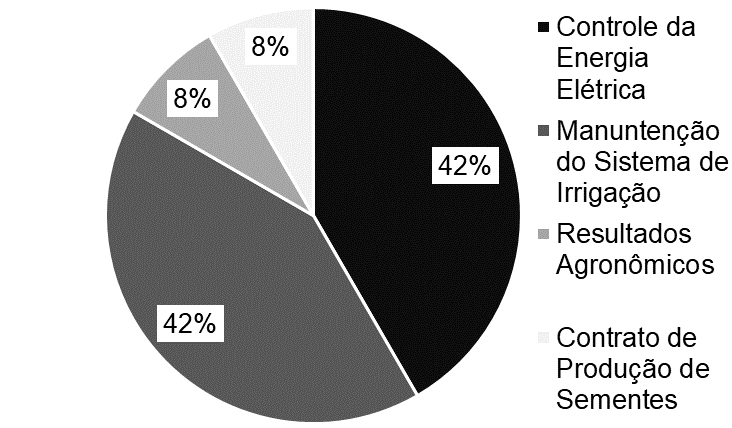 8%
8%
42%
42%
Controle da
Energia
Elétrica
Manuntenção
do Sistema de
Irrigação
Resultados
Agronômicos
Contrato de
Produção de
Sementes